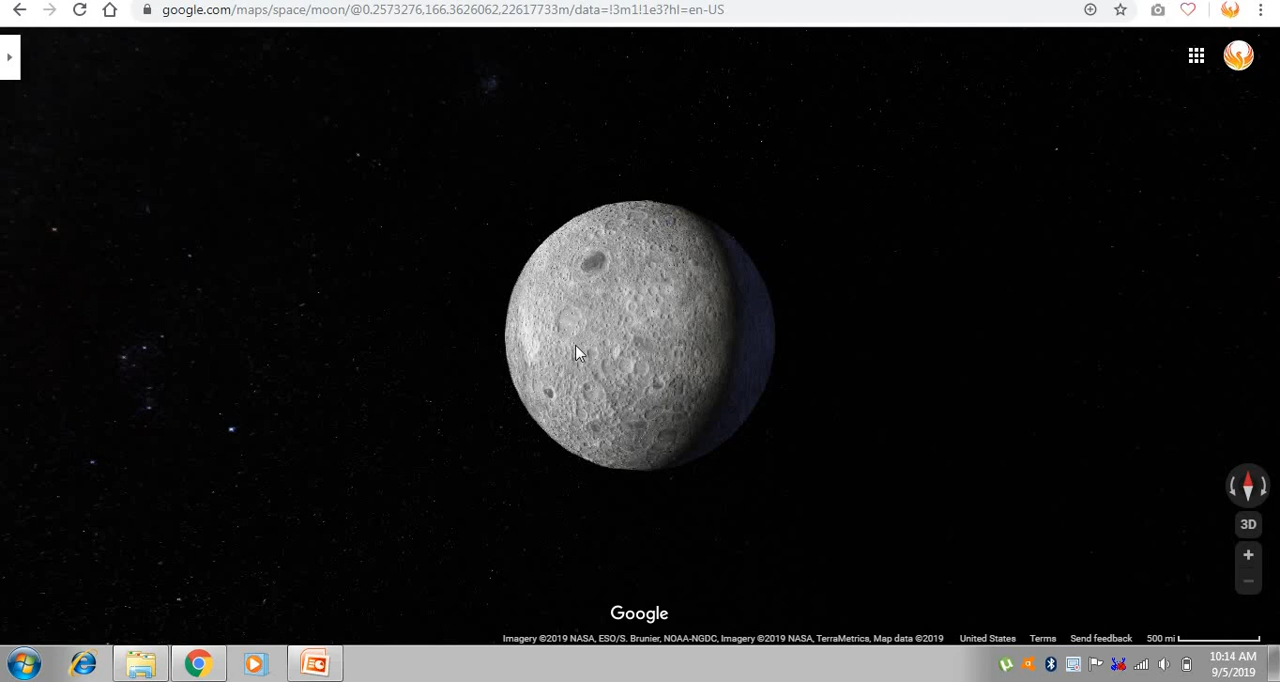 google.com/maps/space/moon/@0.2573276,166.3626062,22617733m/data=!3m1!1e3?hl=en-US
3D
Google
Imagery ©2019 NASA, ESO/S. Brunier, NOAA-NGDC, Imagery ©2019 NASA, TerraMetrics, Map data ©2019 United States Terms Send feedback 500 mi
10:14 AM
9/5/2019